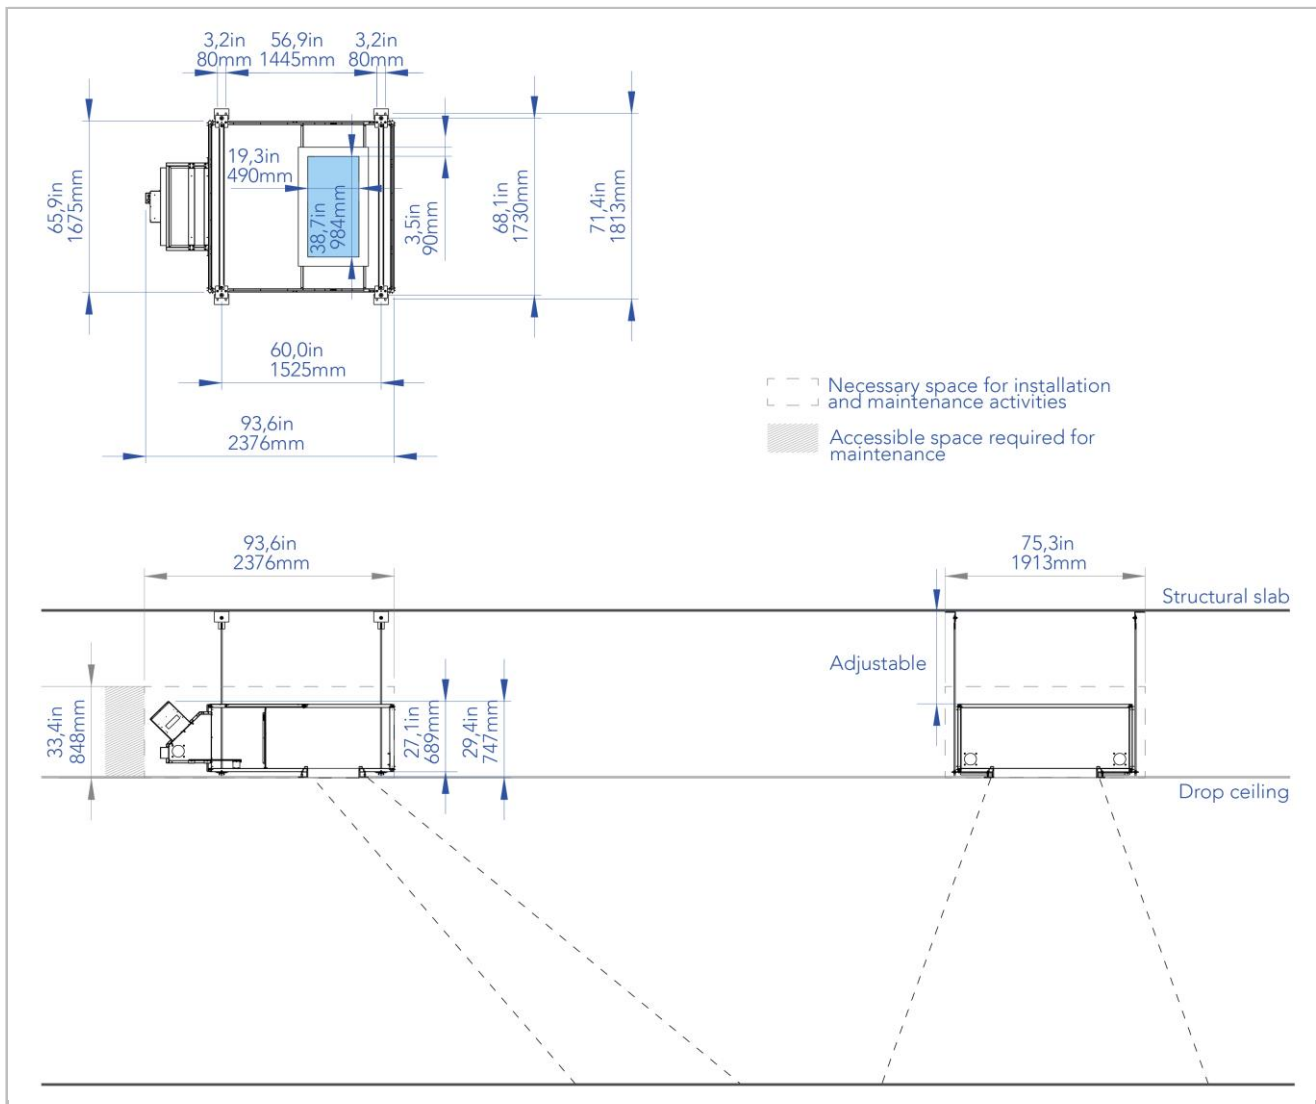 3,2in
80mm
56,9in
1445mm
3,2in
80mm
65,9in
1675mm
19,3in
490mm
38,7in
984mm
3,5in
90mm
68,1in
1730mm
71,4in
1813mm
60,0in
1525mm
93,6in
2376mm
Necessary space for installation
and maintenance activities
Accessible space required for
maintenance
93,6in
2376mm
75,3in
1913mm
Structural slab
Adjustable
33,4in
848mm
27,1in
689mm
29,4in
747mm
Drop ceiling